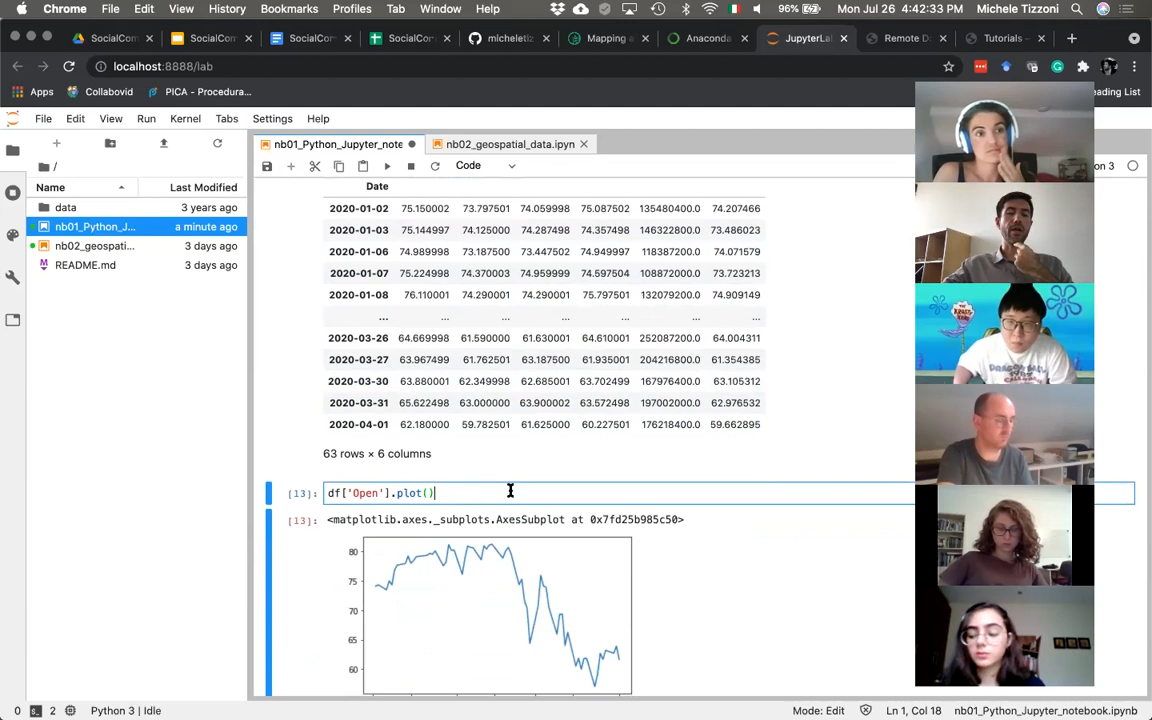 Chrome File Edit View History Bookmarks Profiles Tab Window Help 96% Mon Jul 26 4:42:33 PM Michele Tizzoni
SocialCom SocialCom SocialCom SocialCor micheletiz Mapping a Anaconda JupyterLa Remote D Tutorials –
localhost:8888/lab
Apps Collabovid PICA - Procedura... eading List
File Edit View Run Kernel Tabs Settings Help
nb01_Python_Jupyter_note nb02_geospatial_data.ipyn
/ Code on 3
Name Last Modified
data 3 years ago
nb01_Python_J... a minute ago
nb02_geospati... 3 days ago
README.md 3 days ago
Date
2020-01-02 75.150002 73.797501 74.059998 75.087502 135480400.0 74.207466
2020-01-03 75.144997 74.125000 74.287498 74.357498 146322800.0 73.486023
2020-01-06 74.989998 73.187500 73.447502 74.949997 118387200.0 74.071579
2020-01-07 75.224998 74.370003 74.959999 74.597504 108872000.0 73.723213
2020-01-08 76.110001 74.290001 74.290001 75.797501 132079200.0 74.909149
... ... ... ... ... ... ...
2020-03-26 64.669998 61.590000 61.630001 64.610001 252087200.0 64.004311
2020-03-27 63.967499 61.762501 63.187500 61.935001 204216800.0 61.354385
2020-03-30 63.880001 62.349998 62.685001 63.702499 167976400.0 63.105312
2020-03-31 65.622498 63.000000 63.900002 63.572498 197002000.0 62.976532
2020-04-01 62.180000 59.782501 61.625000 60.227501 176218400.0 59.662895
63 rows × 6 columns
[13]: df['Open'].plot()
[13]: <matplotlib.axes._subplots.AxesSubplot at 0x7fd25b985c50>
80
75
70
65
60
0 2 Python 3 | Idle Mode: Edit Ln 1, Col 18 nb01_Python_Jupyter_notebook.ipynb